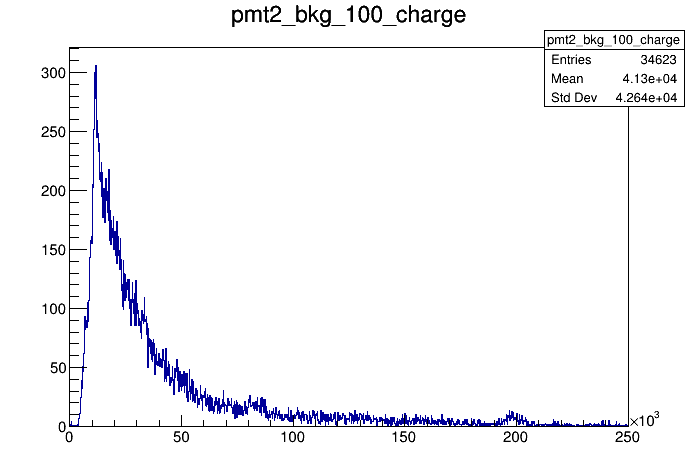 pmt2_bkg_100_charge
pmt2_bkg_100_charge
Entries 34623
Mean 4.13e+04
Std Dev 4.264e+04
300
250
200
150
100
50
0
0 50 100 150 200 250
×10³